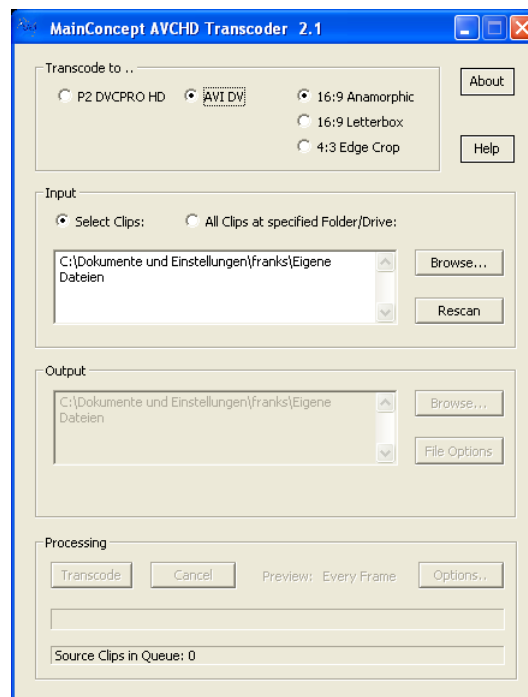 MainConcept AVCHD Transcoder 2.1
Transcode to ..
P2 DVCPRO HD
AVI DV
16:9 Anamorphic
16:9 Letterbox
4:3 Edge Crop
About
Help
Input
Select Clips:
All Clips at specified Folder/Drive:
C:\Dokumente und Einstellungen\franks\Eigene
Dateien
Browse...
Rescan
Output
C:\Dokumente und Einstellungen\franks\Eigene
Dateien
Browse...
File Options
Processing
Transcode
Cancel
Preview: Every Frame
Options..
Source Clips in Queue: 0